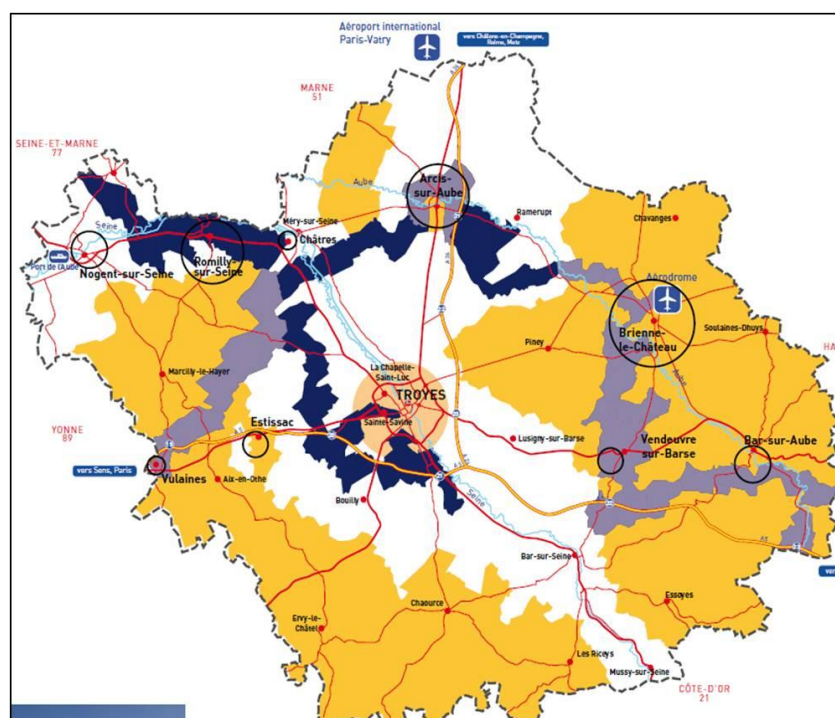 Aéroport international
Paris-Vatry
vers Châlons-en-Champagne,
Reims, Metz
MARNE
51
SEINE-ET-MARNE
77
Arcis-
sur-Aube
Aube
Ramerupt
Chavanges
Méry-sur-Seine
Châtres
Seine
Port de l'Aube
Nogent-sur-Seine
Romilly-
sur-Seine
A 26
Aérodrome
Brienne-
le-Château
Soulaines-Dhuys
Piney
Aube
Marcilly-le-Hayer
La Chapelle-
Saint-Luc
TROYES
Sainte-Savine
Estissac
YONNE
89
A 5
Lusigny-sur-Barse
Vendeuvre
sur-Barse
Bar-sur-Aube
vers Sens, Paris
Vulaines
Aix-en-Othe
Bouilly
Seine
A 5
Bar-sur-Seine
Essoyes
Chaource
Ervy-le-
Châtel
Les Riceys
Mussy-sur-Seine
CÔTE-D'OR
21